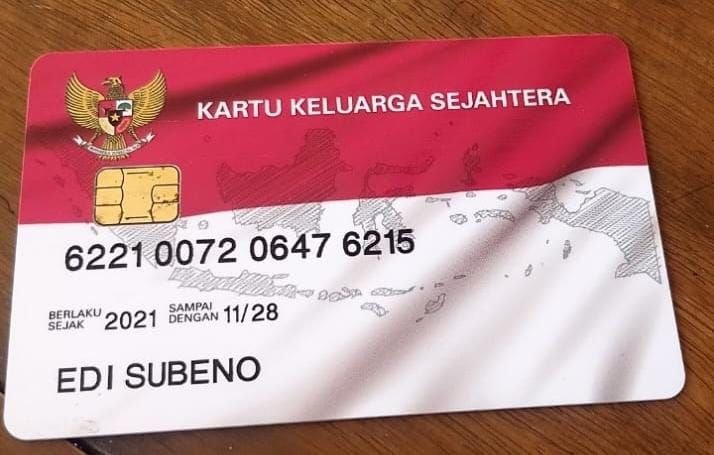 KARTU KELUARGA SEJAHTERA
6221 0072 0647 6215
BERLAKU SEJAK 2021 SAMPAI DENGAN 11/28
EDI SUBENO